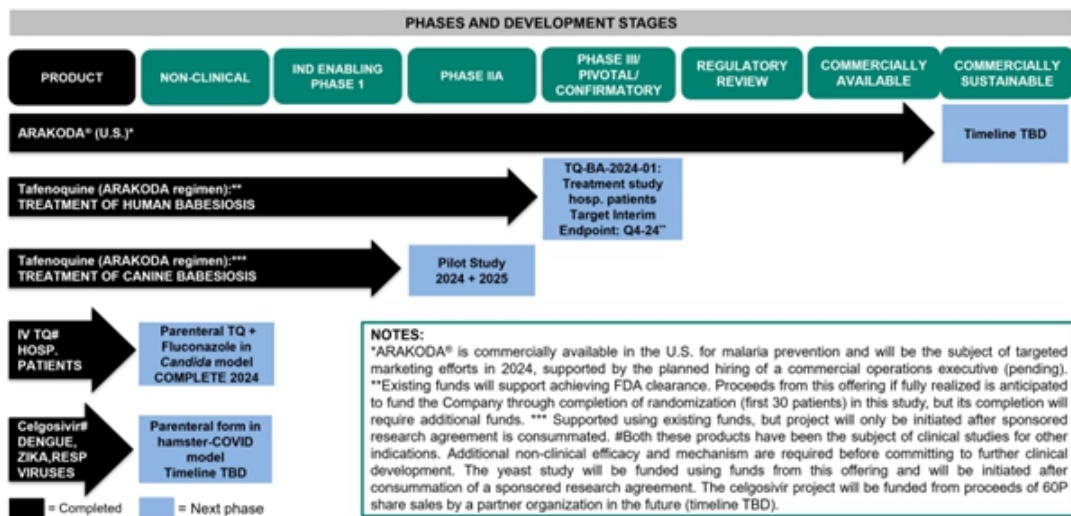 PHASES AND DEVELOPMENT STAGES
PRODUCT
NON-CLINICAL
IND ENABLING
PHASE 1
PHASE IIA
PHASE III/
PIVOTAL/
CONFIRMATORY
REGULATORY
REVIEW
COMMERCIALLY
AVAILABLE
COMMERCIALLY
SUSTAINABLE
ARAKODA® (U.S.)*
Timeline TBD
Tafenoquine (ARAKODA regimen):**
TREATMENT OF HUMAN BABESIOSIS
TQ-BA-2024-01:
Treatment study
hosp. patients
Target Interim
Endpoint: Q4-24**
Tafenoquine (ARAKODA regimen):***
TREATMENT OF CANINE BABESIOSIS
Pilot Study
2024 + 2025
IV TQ#
HOSP.
PATIENTS
Parenteral TQ +
Fluconazole in
Candida model
COMPLETE 2024
Celgosivir#
DENGUE,
ZIKA,RESP
VIRUSES
Parenteral form in
hamster-COVID
model
Timeline TBD
NOTES:
*ARAKODA® is commercially available in the U.S. for malaria prevention and will be the subject of targeted
marketing efforts in 2024, supported by the planned hiring of a commercial operations executive (pending).
**Existing funds will support achieving FDA clearance. Proceeds from this offering if fully realized is anticipated
to fund the Company through completion of randomization (first 30 patients) in this study, but its completion will
require additional funds. *** Supported using existing funds, but project will only be initiated after sponsored
research agreement is consummated. #Both these products have been the subject of clinical studies for other
indications. Additional non-clinical efficacy and mechanism are required before committing to further clinical
development. The yeast study will be funded using funds from this offering and will be initiated after
consummation of a sponsored research agreement. The celgosivir project will be funded from proceeds of 60P
share sales by a partner organization in the future (timeline TBD).
= Completed
= Next phase